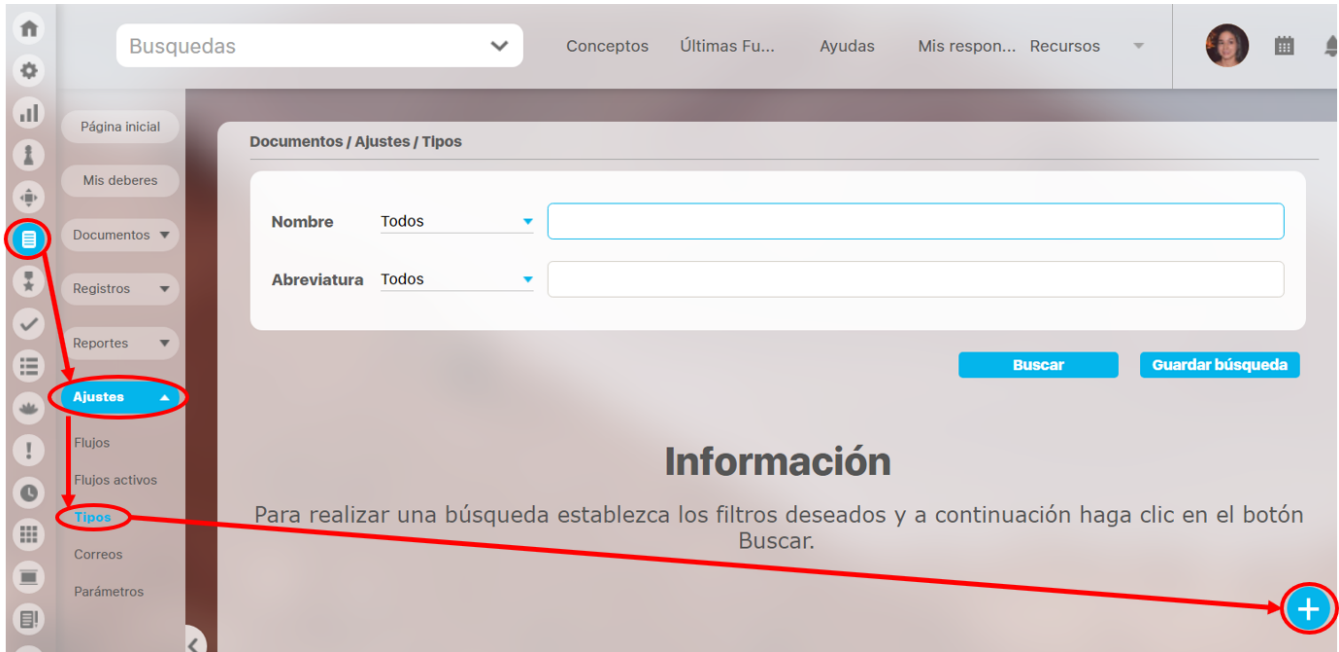 Busquedas
Conceptos
Últimas Fu...
Ayudas
Mis respon...
Recursos
Página inicial
Mis deberes
Documentos
Registros
Reportes
Ajustes
Flujos
Flujos activos
Tipos
Correos
Parámetros
Documentos / Ajustes / Tipos
Nombre Todos
Abreviatura Todos
Buscar
Guardar búsqueda
Información
Para realizar una búsqueda establezca los filtros deseados y a continuación haga clic en el botón
Buscar.